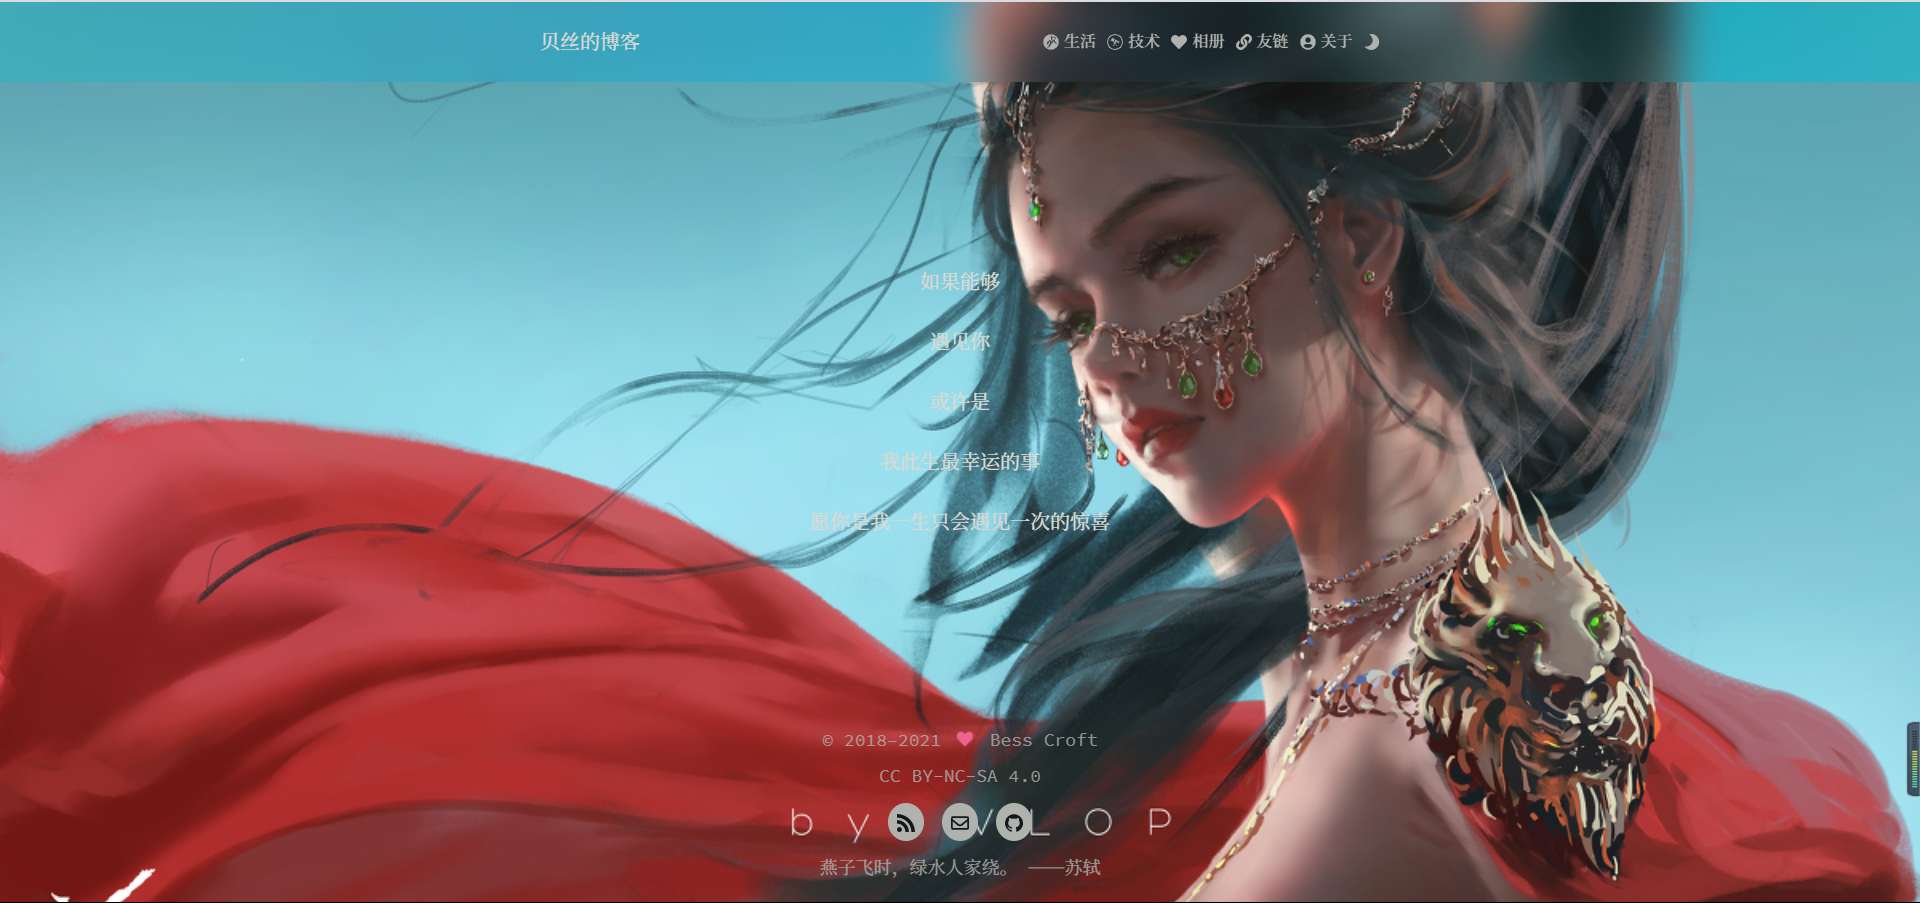 贝丝的博客
生活 技术 相册 友链 关于
如果能够
遇见你
或许是
我此生最幸运的事
愿你是我一生只会遇见一次的惊喜
© 2018-2021 Bess Croft
CC BY-NC-SA 4.0
by VLOP
燕子飞时，绿水人家绕。 ——苏轼